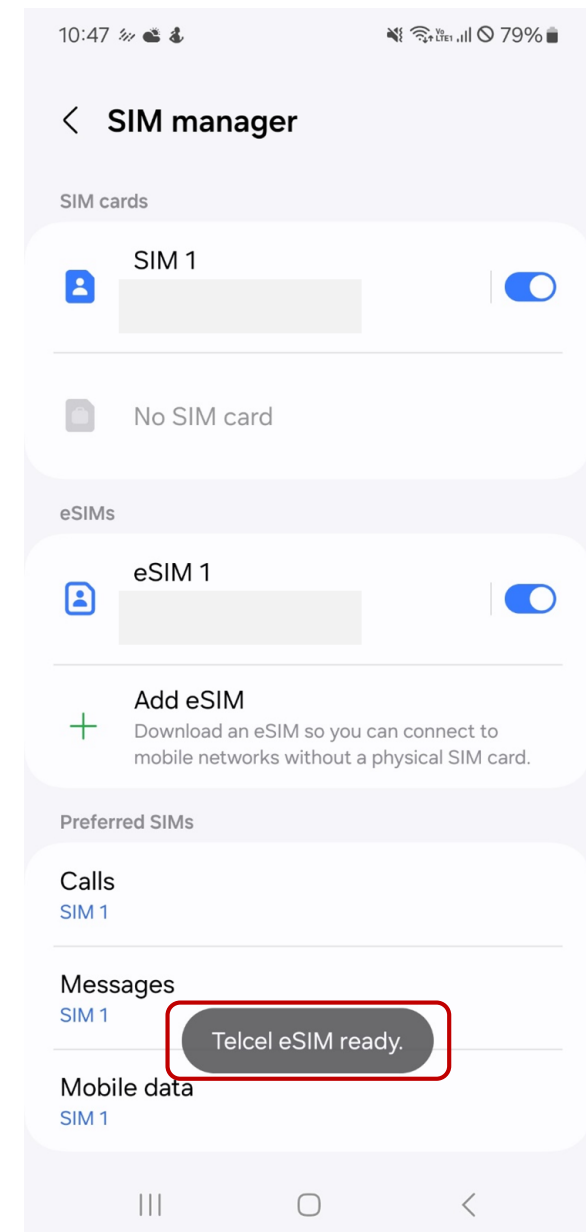 10:47 79%
SIM manager
SIM cards
SIM 1
No SIM card
eSIMs
eSIM 1
Add eSIM
Download an eSIM so you can connect to
mobile networks without a physical SIM card.
Preferred SIMs
Calls
SIM 1
Messages
SIM 1
Telcel eSIM ready.
Mobile data
SIM 1